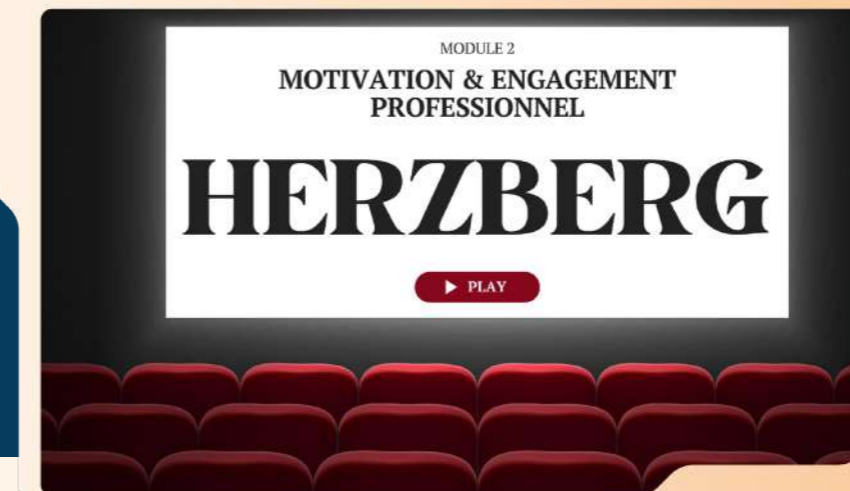 MODULE 2
MOTIVATION & ENGAGEMENT
PROFESSIONNEL
HERZBERG
PLAY